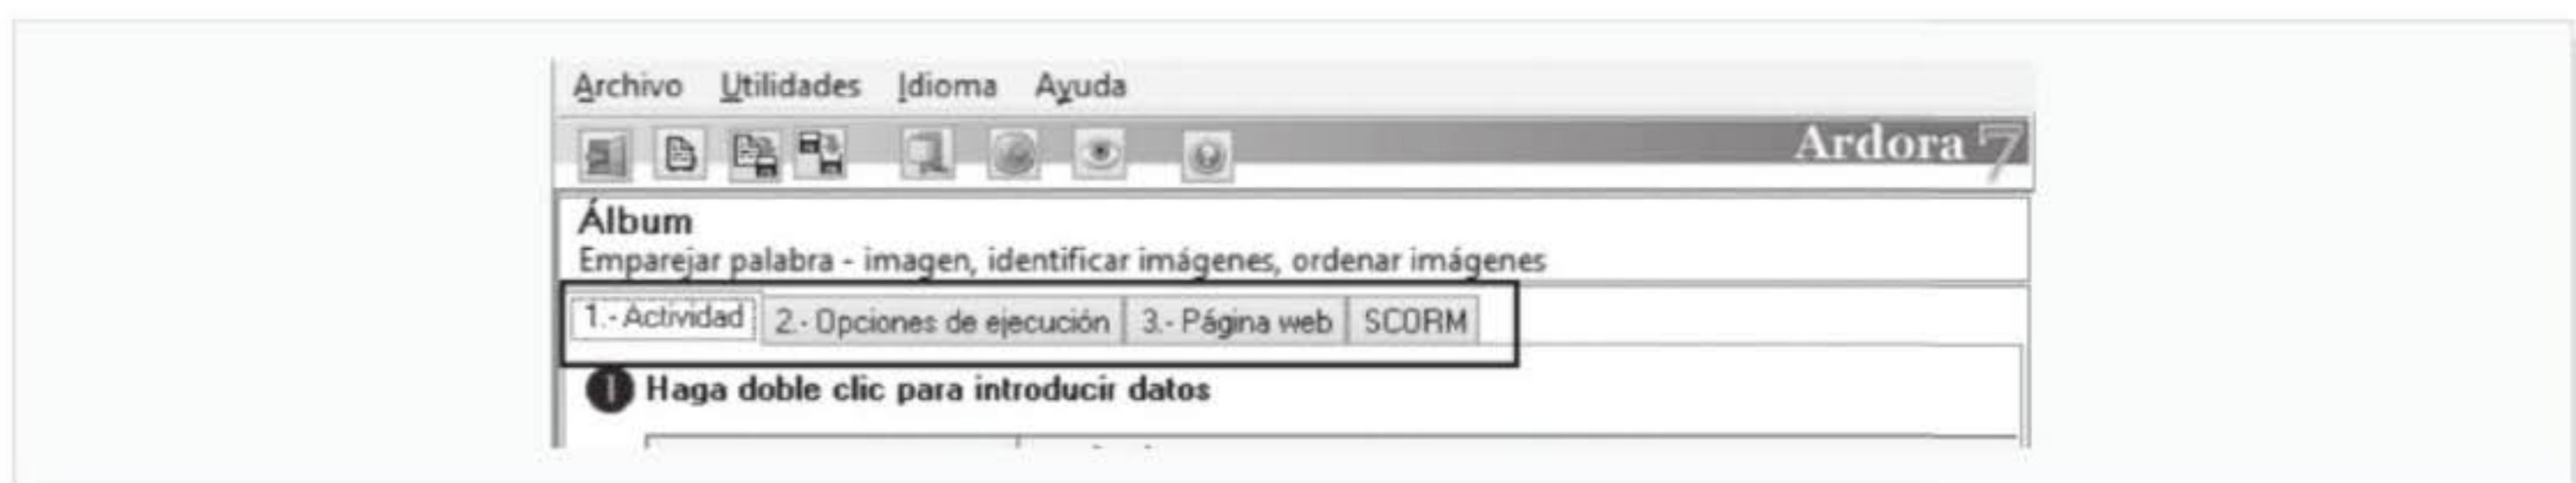 Archivo Utilidades Idioma Ayuda
Ardora 7
Álbum
Emparejar palabra - imagen, identificar imágenes, ordenar imágenes
1.- Actividad 2.- Opciones de ejecución 3.- Página web SCORM
1 Haga doble clic para introducir datos